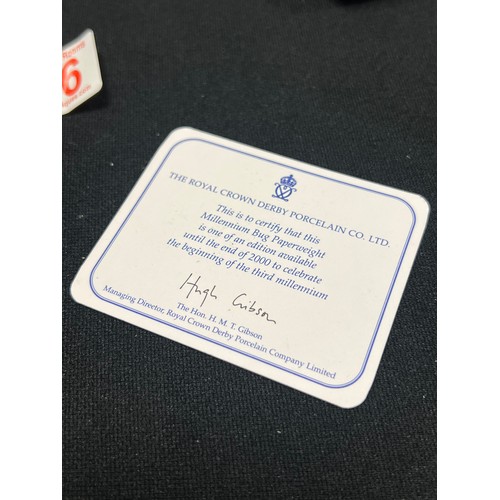 6
THE ROYAL CROWN DERBY PORCELAIN CO. LTD.
This is to certify that this
Millennium Bug Paperweight
is one of an edition available
until the end of 2000 to celebrate
the beginning of the third millennium
Hugh Gibson
The Hon. H. M. T. Gibson
Managing Director, Royal Crown Derby Porcelain Company Limited